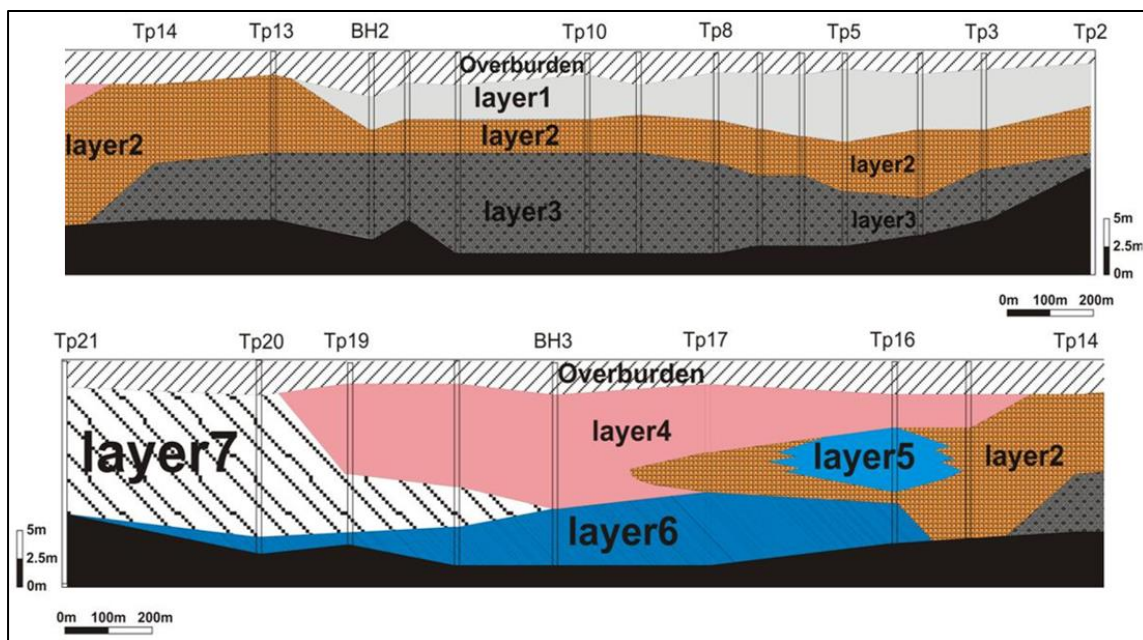 Tp14 Tp13 BH2 Tp10 Tp8 Tp5 Tp3 Tp2
Overburden
layer1
layer2
layer2
layer2
layer3
layer3
5m
2.5m
0m
0m 100m 200m
Tp21 Tp20 Tp19 BH3 Tp17 Tp16 Tp14
Overburden
layer7
layer4
layer5
layer2
layer6
5m
2.5m
0m
0m 100m 200m